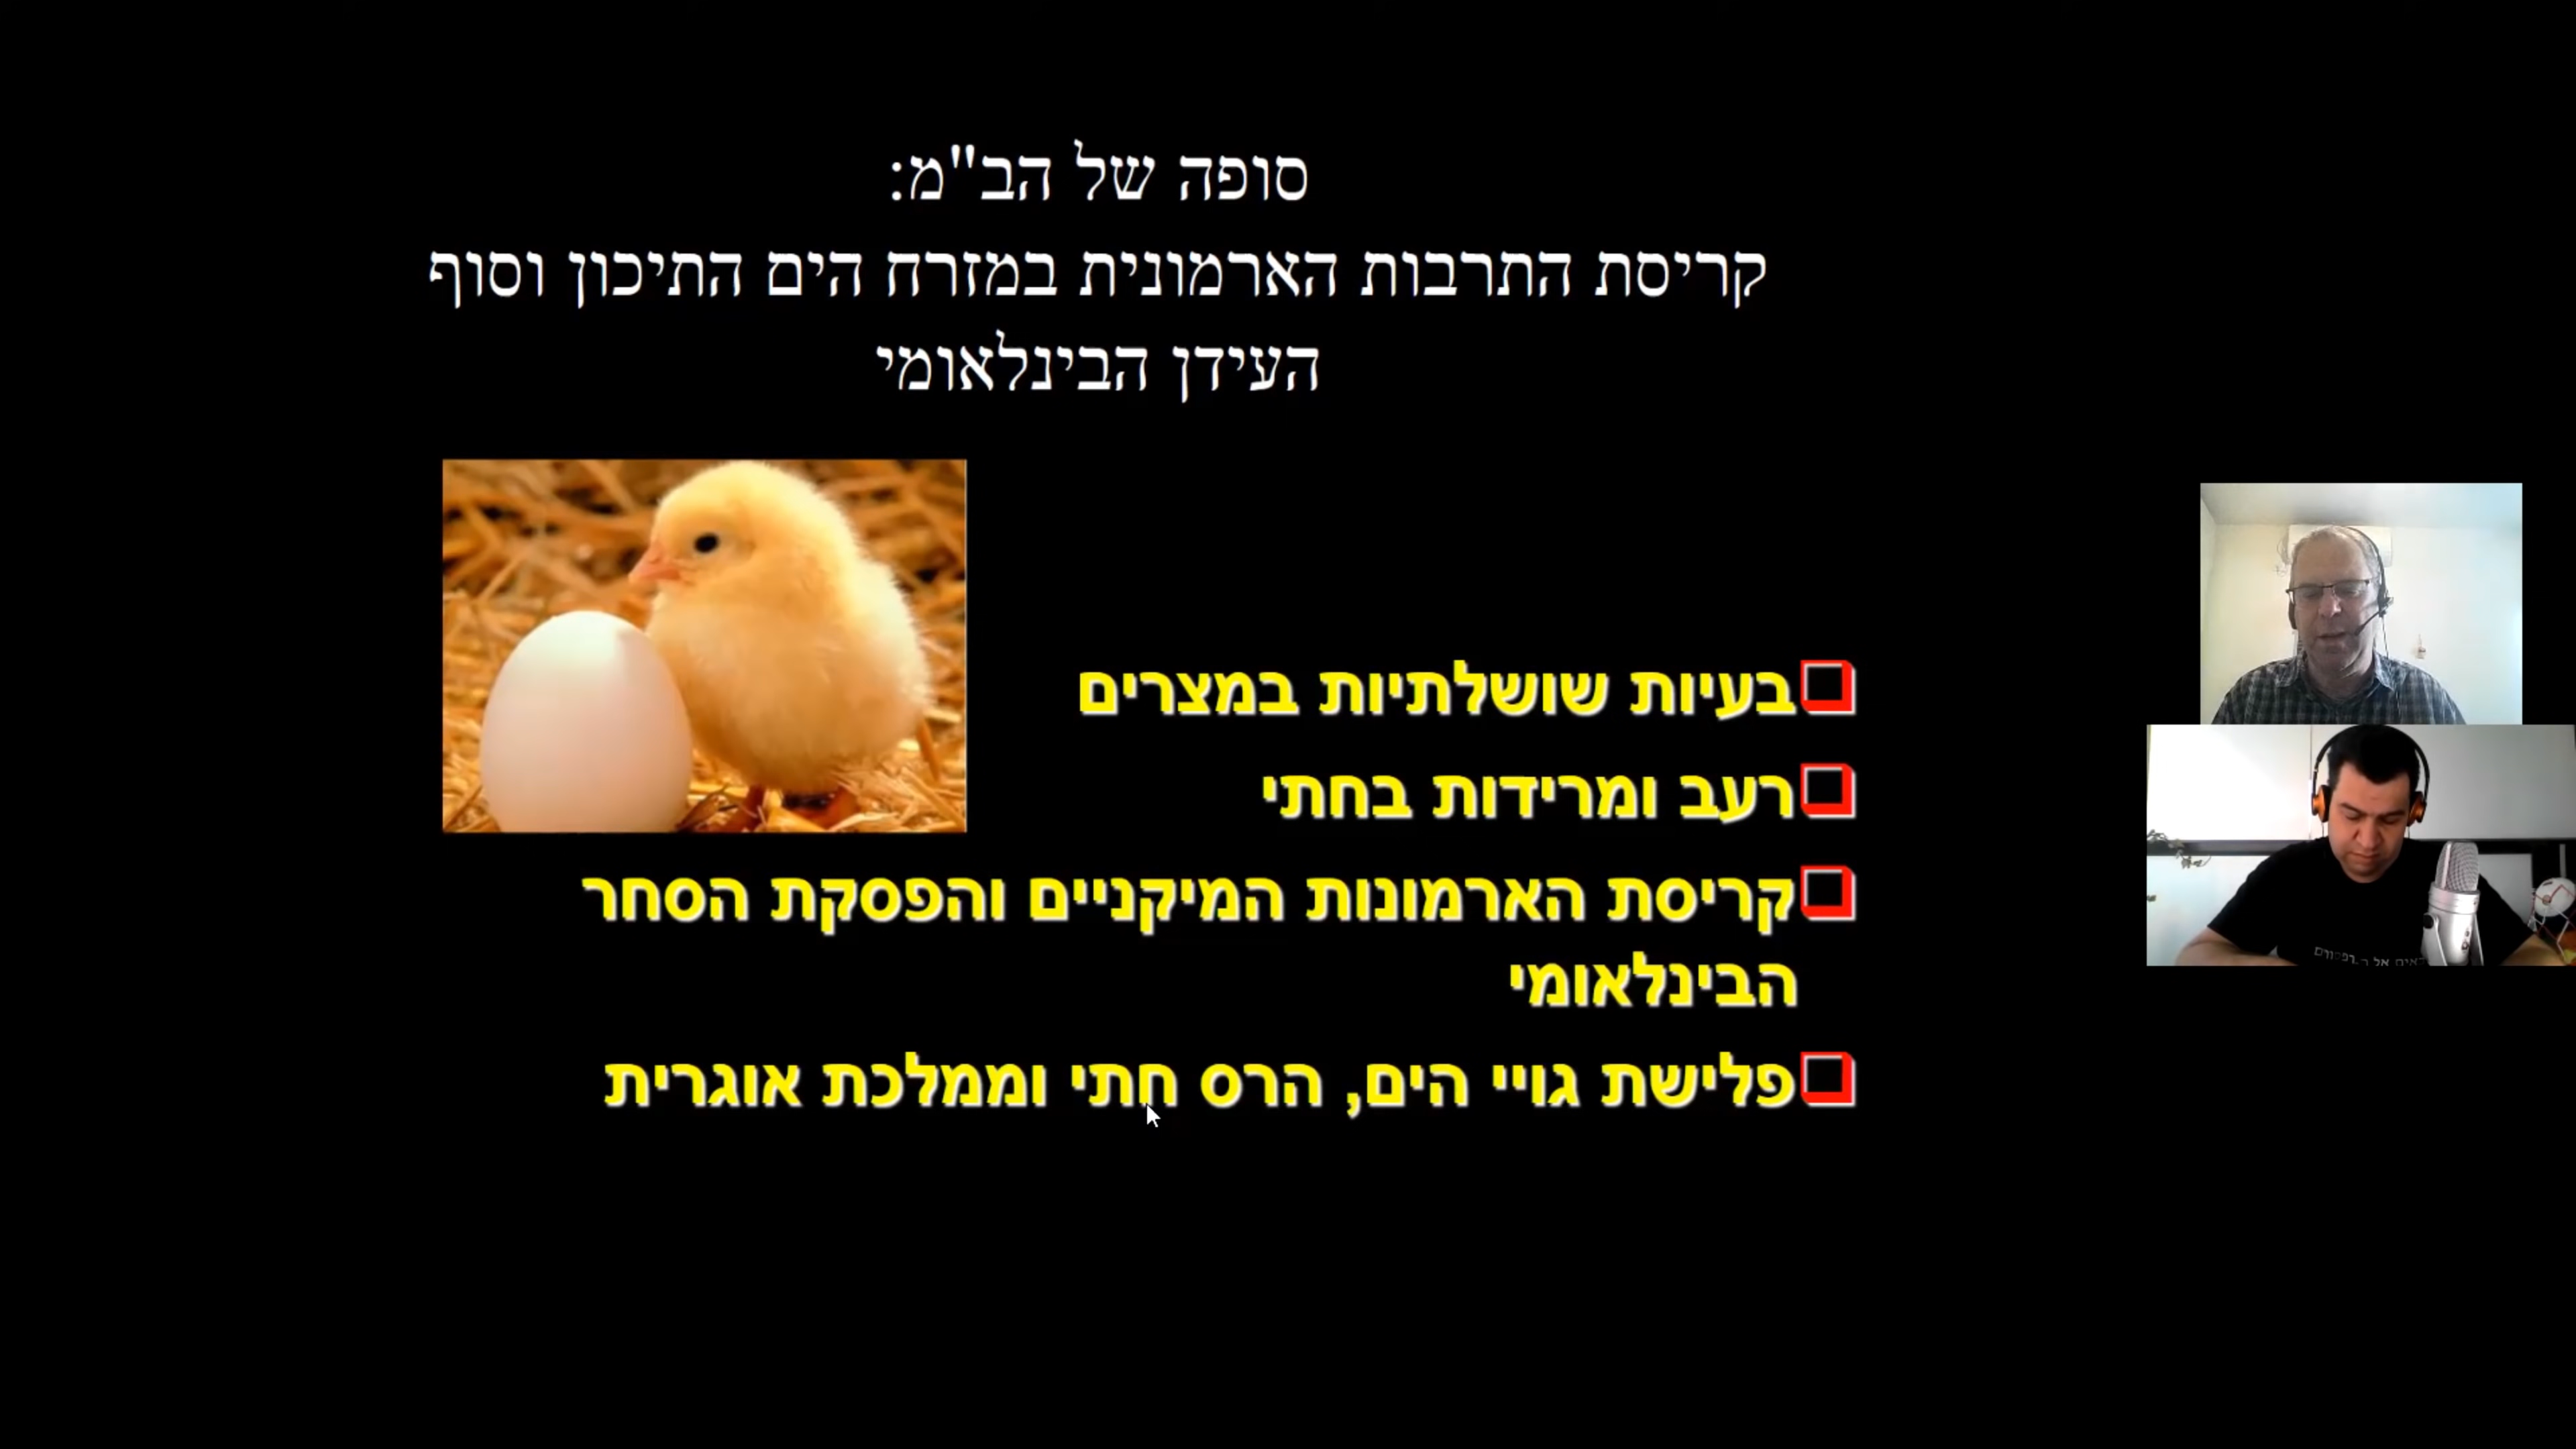 סופה של הב"מ:
קריסת התרבות הארמונית במזרח הים התיכון וסוף
העידן הבינלאומי
בעיות שושלתיות במצרים
רעב ומרידות בחתי
קריסת הארמונות המיקניים והפסקת הסחר
הבינלאומי
פלישת גויי הים, הרס חתי וממלכת אוגרית